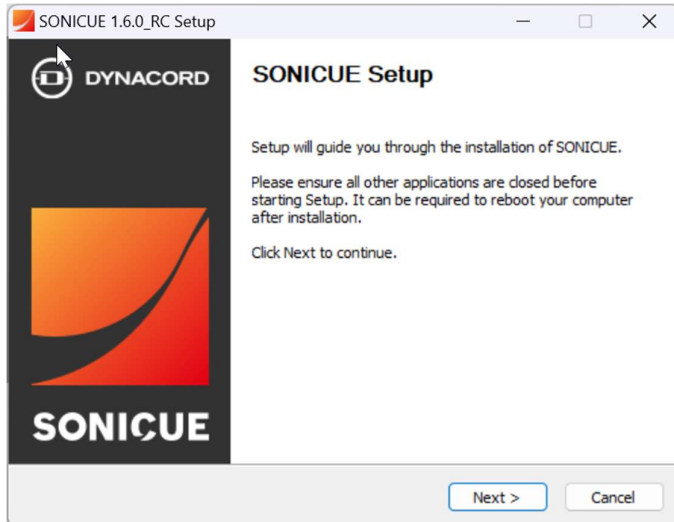 SONICUE 1.6.0_RC Setup
DYNACORD
SONICUE Setup
Setup will guide you through the installation of SONICUE.
Please ensure all other applications are closed before
starting Setup. It can be required to reboot your computer
after installation.
Click Next to continue.
SONICUE
Next >
Cancel